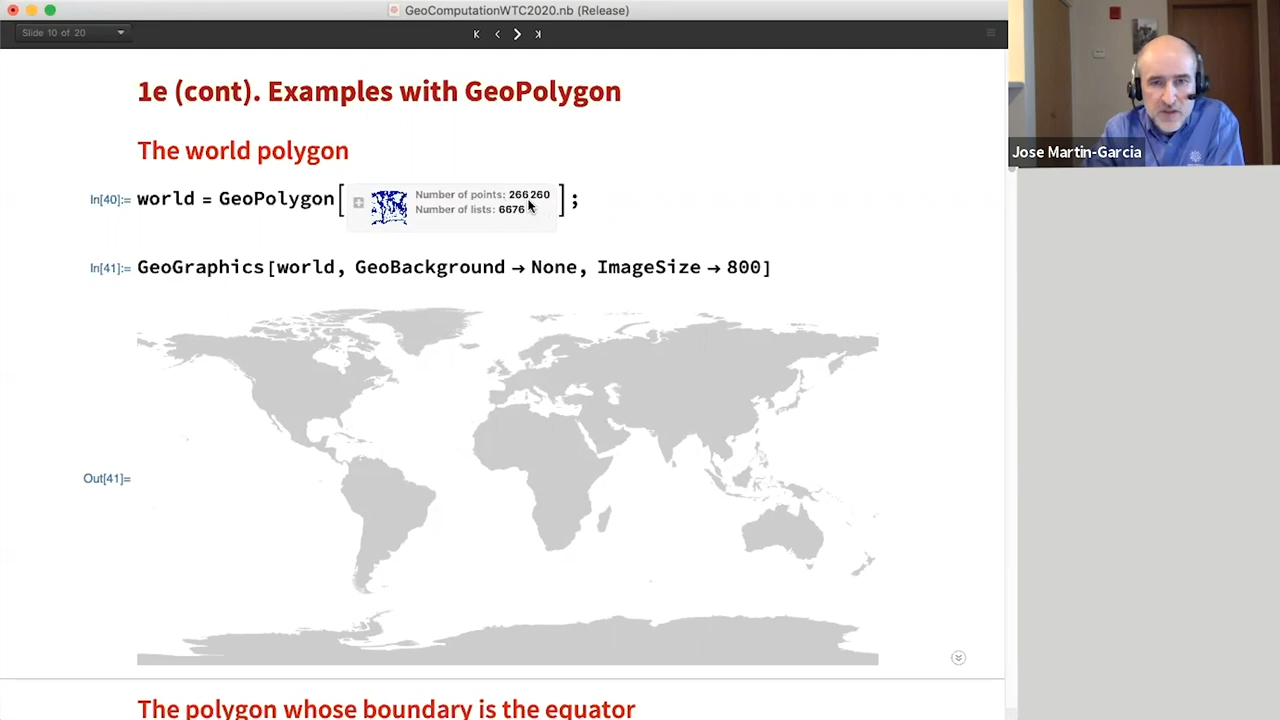 GeoComputationWTC2020.nb (Release)
Slide 10 of 20
1e (cont). Examples with GeoPolygon
The world polygon
In[40]:= world = GeoPolygon[ Number of points: 266 260
Number of lists: 6676 ];
In[41]:= GeoGraphics[world, GeoBackground → None, ImageSize → 800]
Out[41]=
The polygon whose boundary is the equator
Jose Martin-Garcia